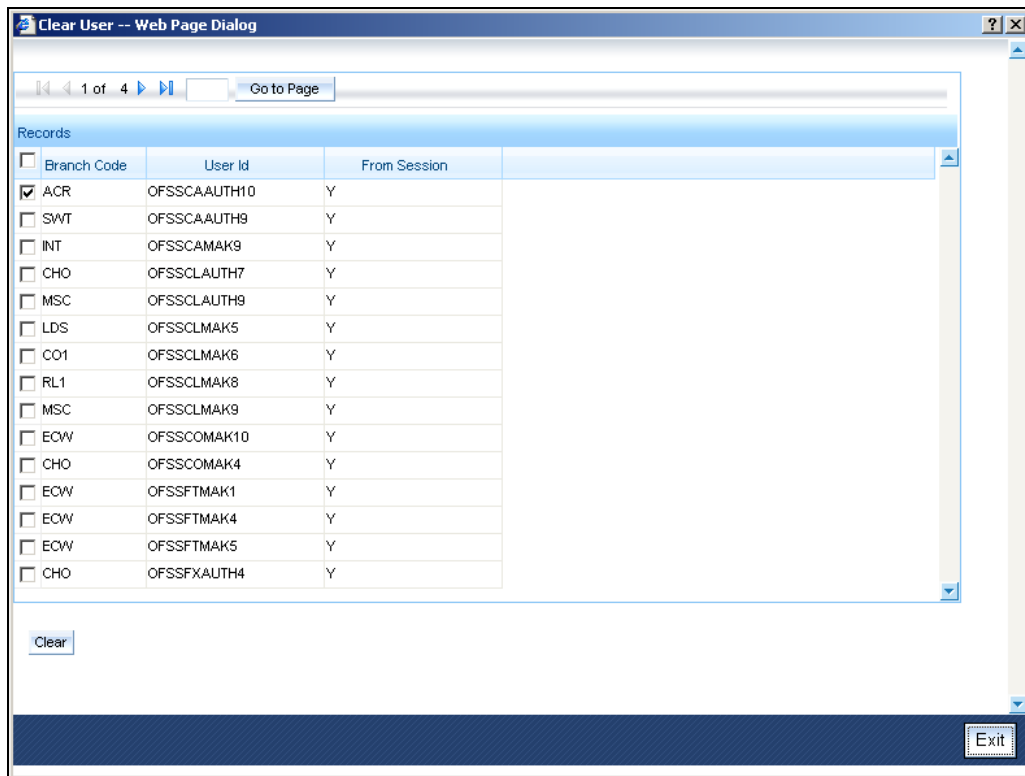 Clear User -- Web Page Dialog
1 of 4 Go to Page
Records
Branch Code User Id From Session
ACR OFSSCAAUTH10 Y
SWT OFSSCAAUTH9 Y
INT OFSSCAMAK9 Y
CHO OFSSCLAUTH7 Y
MSC OFSSCLAUTH9 Y
LDS OFSSCLMAK5 Y
CO1 OFSSCLMAK6 Y
RL1 OFSSCLMAK8 Y
MSC OFSSCLMAK9 Y
ECW OFSSCOMAK10 Y
CHO OFSSCOMAK4 Y
ECW OFSSFTMAK1 Y
ECW OFSSFTMAK4 Y
ECW OFSSFTMAK5 Y
CHO OFSSFXAUTH4 Y
Clear
Exit